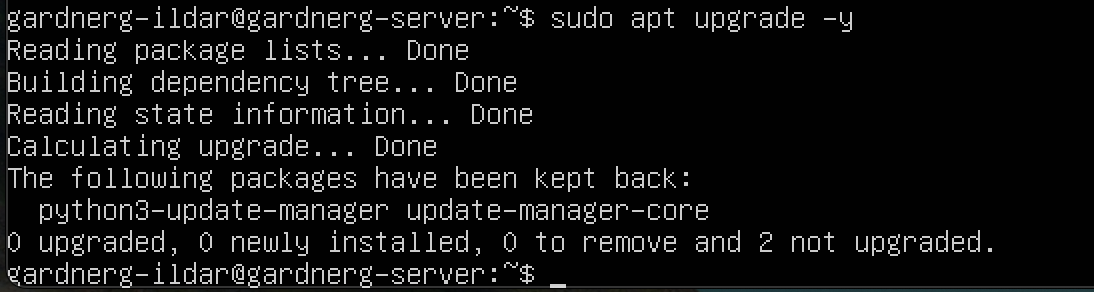 gardnerg-ildar@gardnerg-server:~$ sudo apt upgrade -y
Reading package lists... Done
Building dependency tree... Done
Reading state information... Done
Calculating upgrade... Done
The following packages have been kept back:
  python3-update-manager update-manager-core
0 upgraded, 0 newly installed, 0 to remove and 2 not upgraded.
gardnerg-ildar@gardnerg-server:~$ _